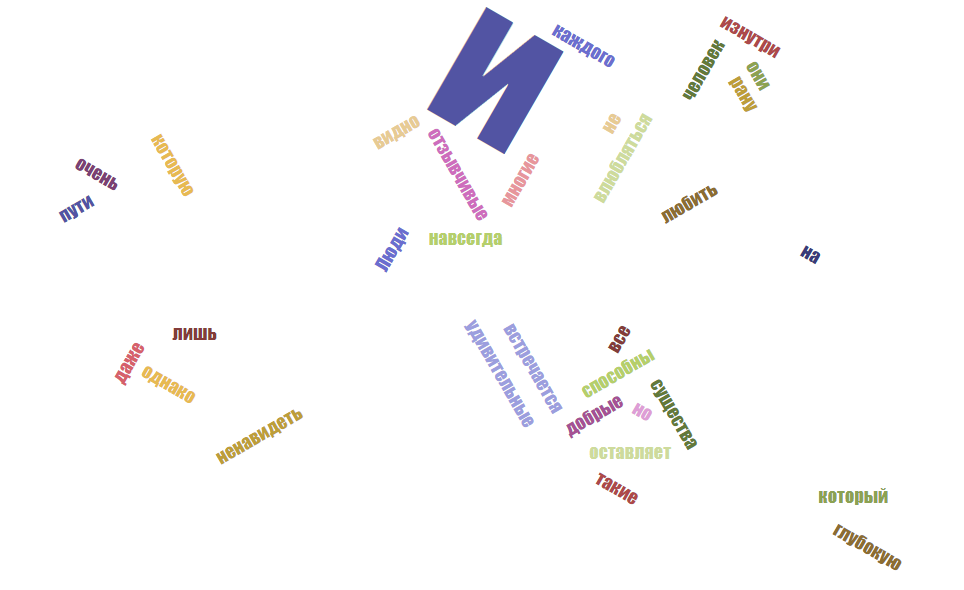 И
каждого
изнутри
человек
они
рану
видно
отзывчивые
многие
не
влюбляться
которую
очень
пути
любить
Люди
навсегда
на
лишь
даже
однако
ненавидеть
удивительные
встречается
все
способны
добрые
но
существа
оставляет
такие
который
глубокую